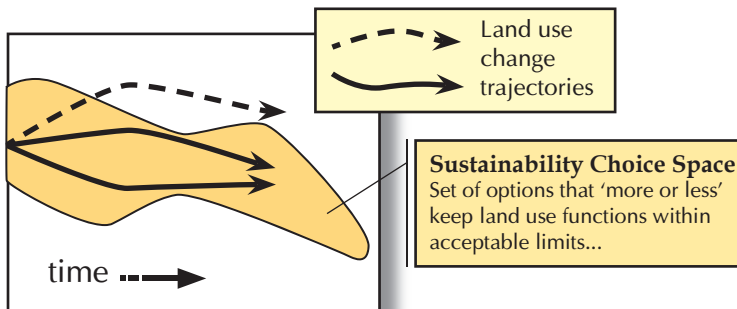 Land use
change
trajectories
Sustainability Choice Space
Set of options that ‘more or less’
keep land use functions within
acceptable limits...
time